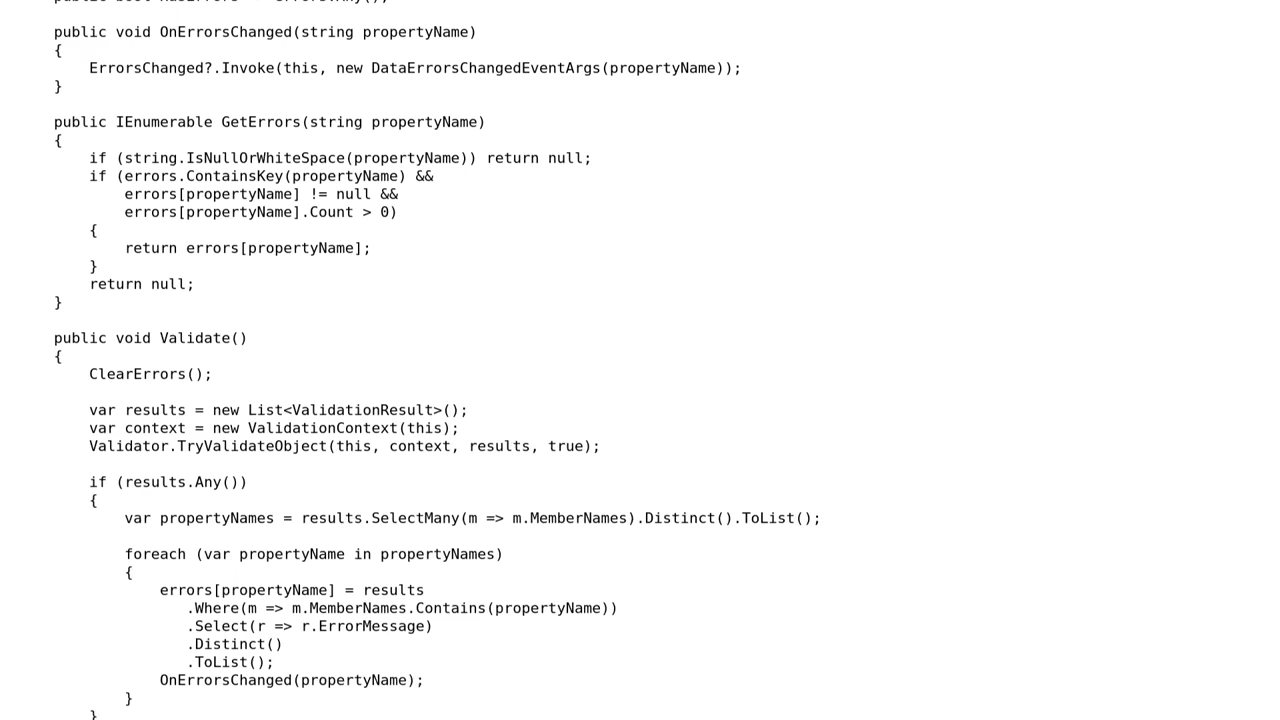 public void OnErrorsChanged(string propertyName)
{
ErrorsChanged?.Invoke(this, new DataErrorsChangedEventArgs(propertyName));
}
public IEnumerable GetErrors(string propertyName)
{
if (string.IsNullOrWhiteSpace(propertyName)) return null;
if (errors.ContainsKey(propertyName) &&
errors[propertyName] != null &&
errors[propertyName].Count > 0)
{
return errors[propertyName];
}
return null;
}
public void Validate()
{
ClearErrors();
var results = new List<ValidationResult>();
var context = new ValidationContext(this);
Validator.TryValidateObject(this, context, results, true);
if (results.Any())
{
var propertyNames = results.SelectMany(m => m.MemberNames).Distinct().ToList();
foreach (var propertyName in propertyNames)
{
errors[propertyName] = results
.Where(m => m.MemberNames.Contains(propertyName))
.Select(r => r.ErrorMessage)
.Distinct()
.ToList();
OnErrorsChanged(propertyName);
}
}